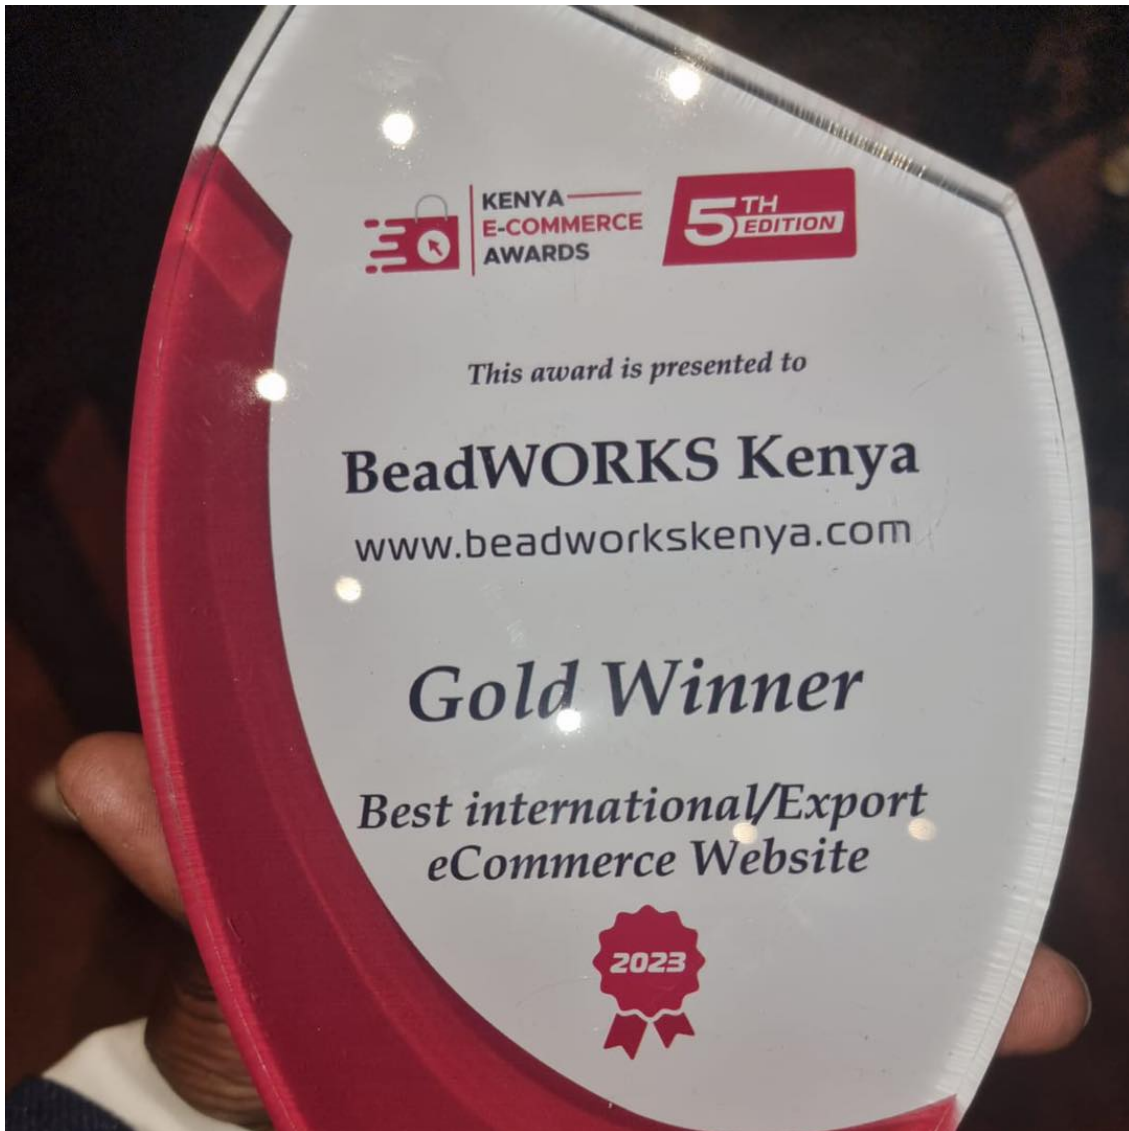 KENYA
E-COMMERCE
AWARDS
5TH
EDITION
This award is presented to
BeadWORKS Kenya
www.beadworkskenya.com
Gold Winner
Best international/Export
eCommerce Website
2023